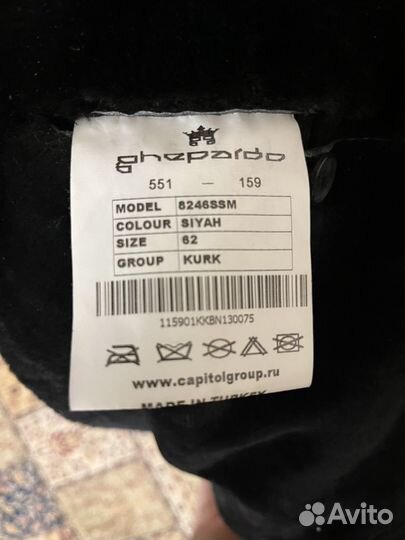 ghepardo
551 — 159
MODEL 8246SSM
COLOUR SIYAH
SIZE 62
GROUP KURK
115901KKBN130075
www.capitolgroup.ru
MADE IN TURKEY
Avito